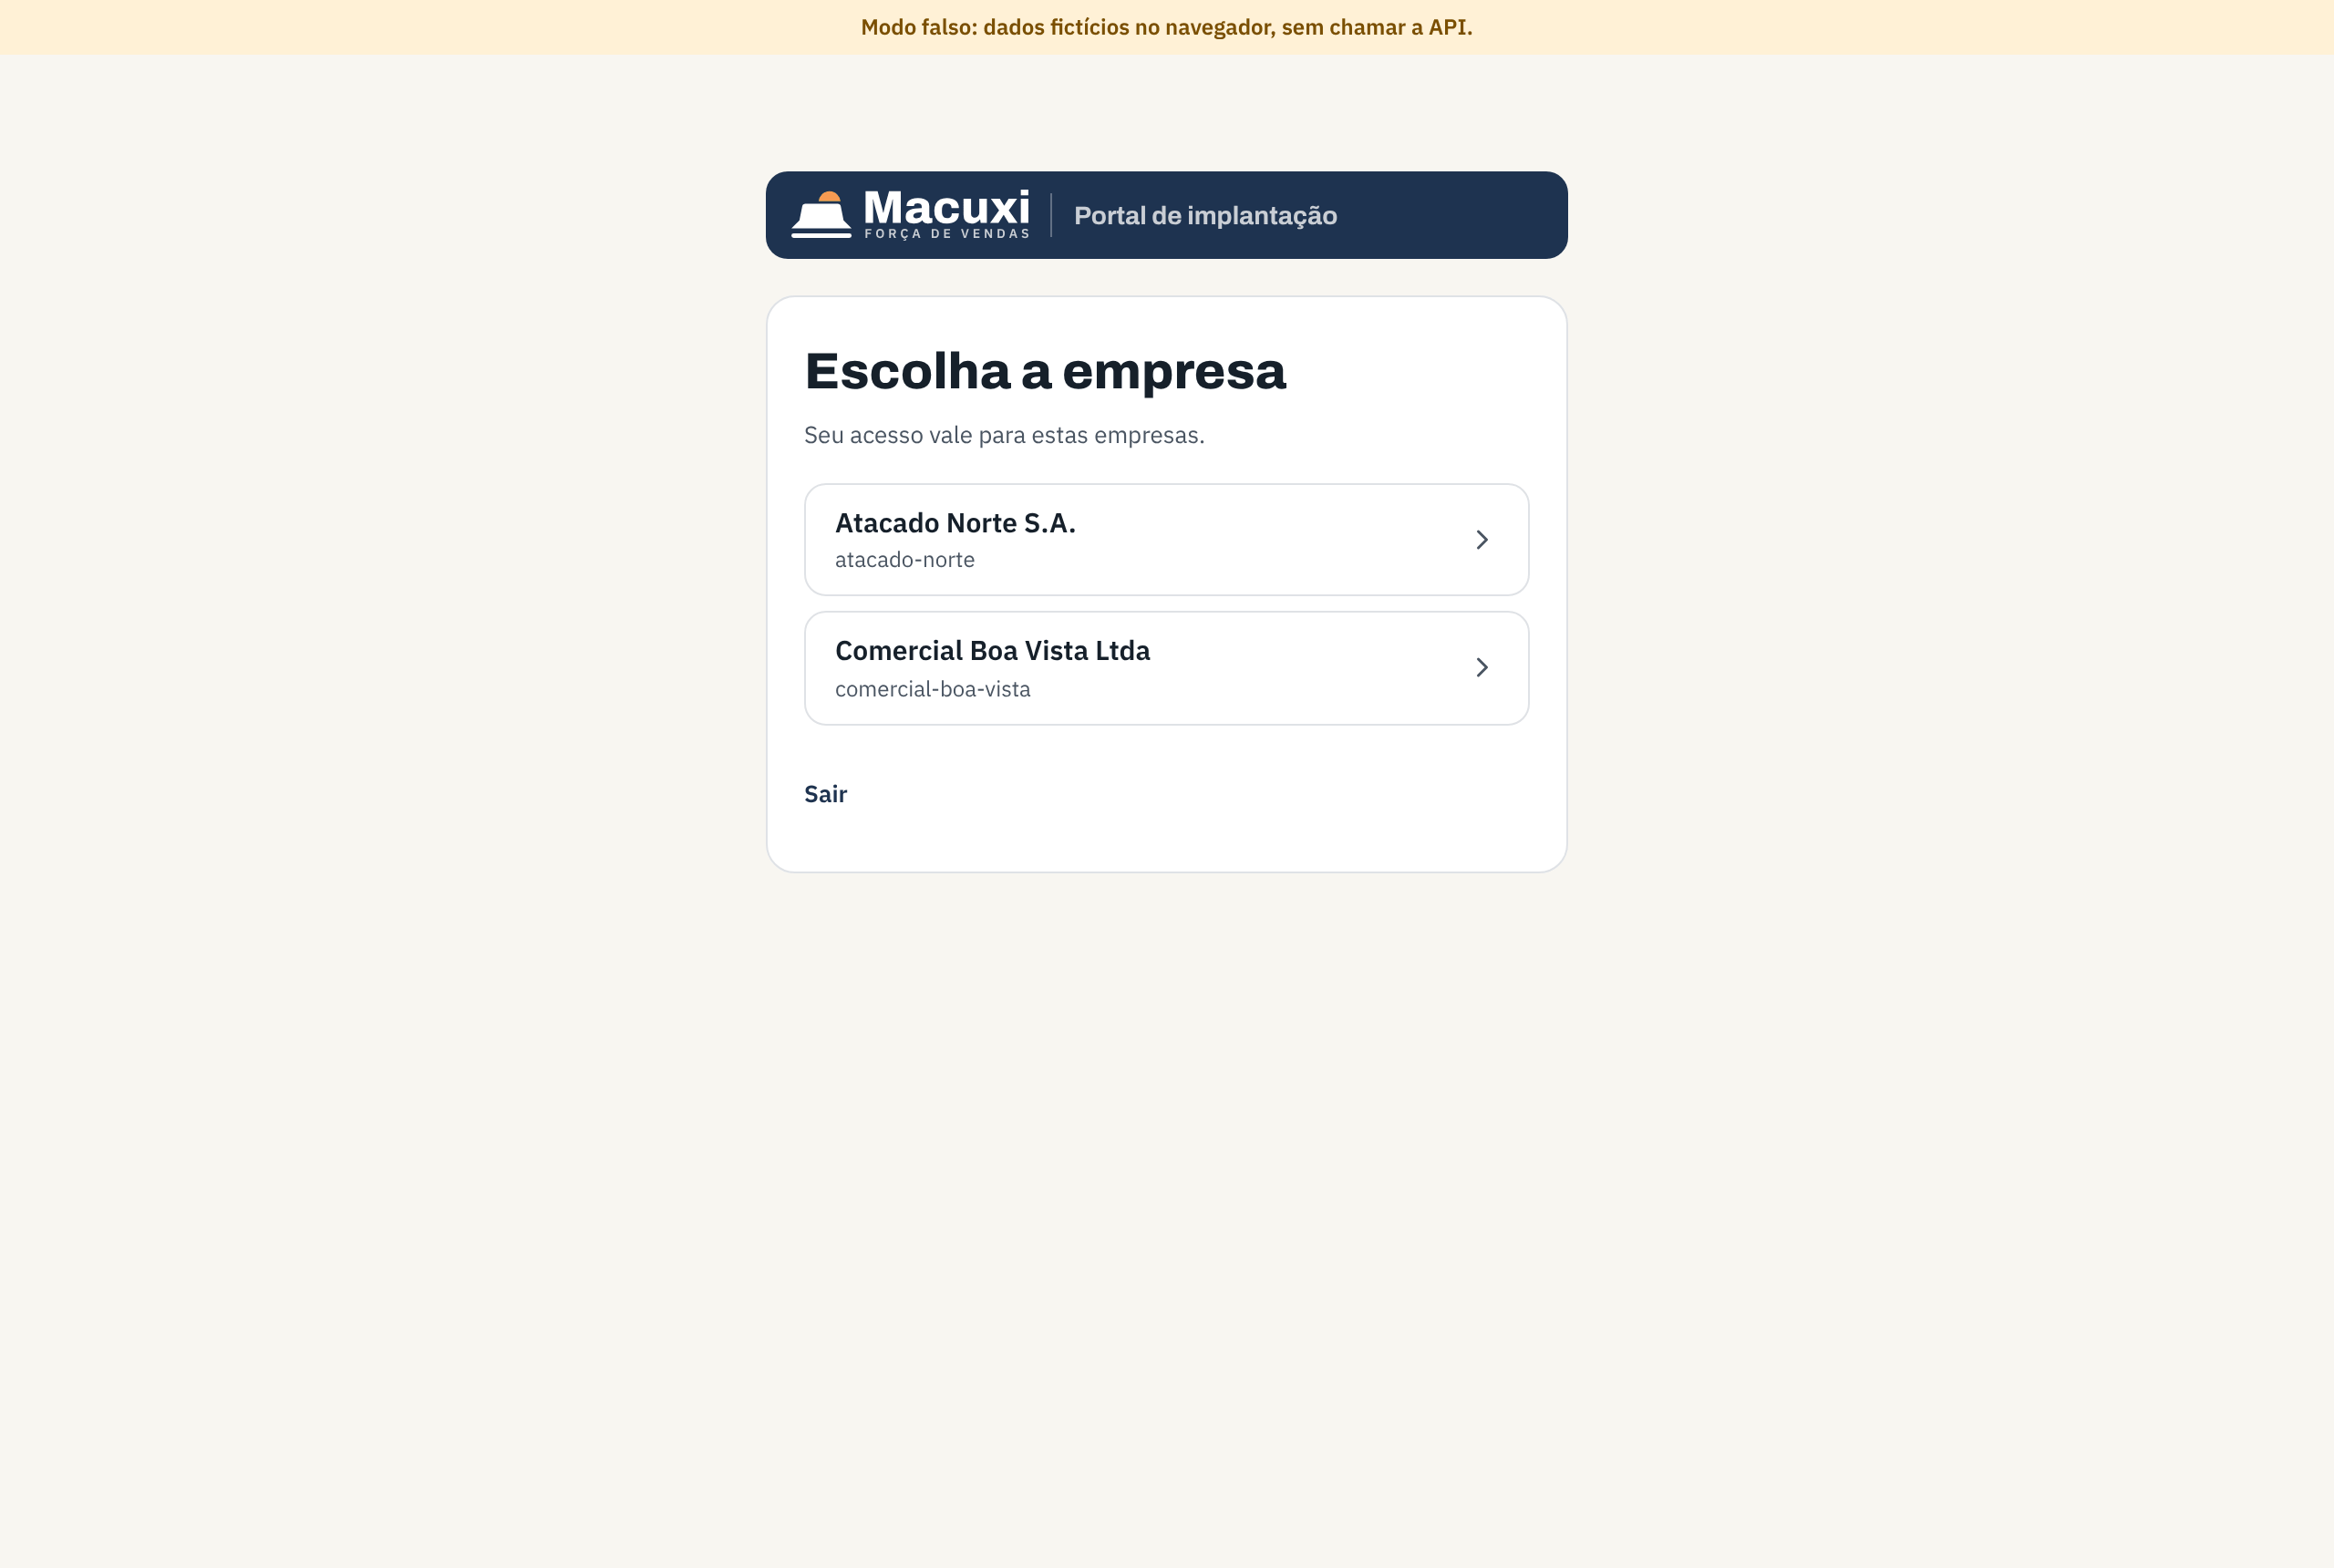 Modo falso: dados fictícios no navegador, sem chamar a API.
Macuxi
FORÇA DE VENDAS
Portal de implantação
Escolha a empresa
Seu acesso vale para estas empresas.
Atacado Norte S.A.
atacado-norte
Comercial Boa Vista Ltda
comercial-boa-vista
Sair